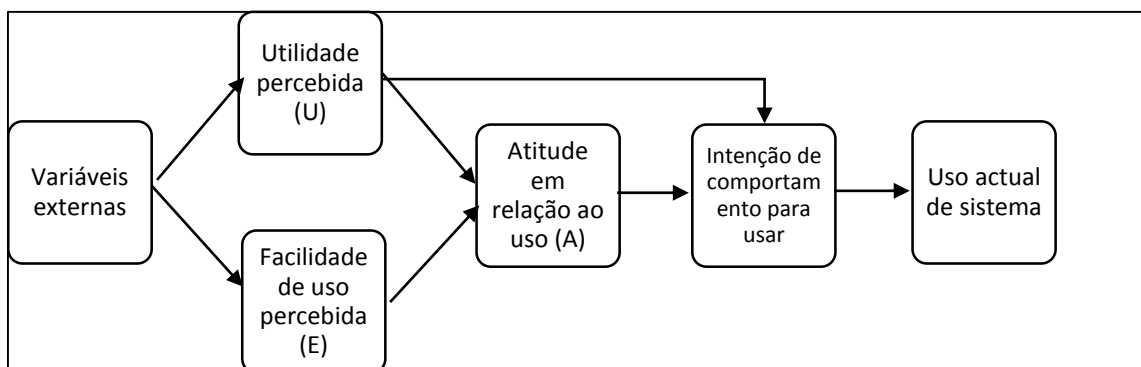 Utilidade
percebida
(U)
Variáveis
externas
Facilidade
de uso
percebida
(E)
Atitude
em
relação ao
uso (A)
Intenção de
comportam
ento para
usar
Uso actual
de sistema